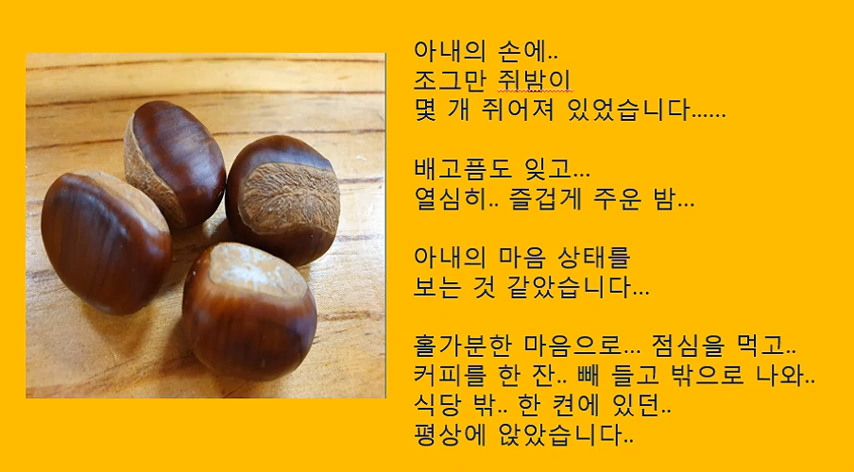 아내의 손에..
조그만 쥐밤이
몇 개 쥐어져 있었습니다......
배고픔도 잊고...
열심히.. 즐겁게 주운 밤...
아내의 마음 상태를
보는 것 같았습니다...
홀가분한 마음으로... 점심을 먹고..
커피를 한 잔.. 빼 들고 밖으로 나와..
식당 밖.. 한 켠에 있던..
평상에 앉았습니다..